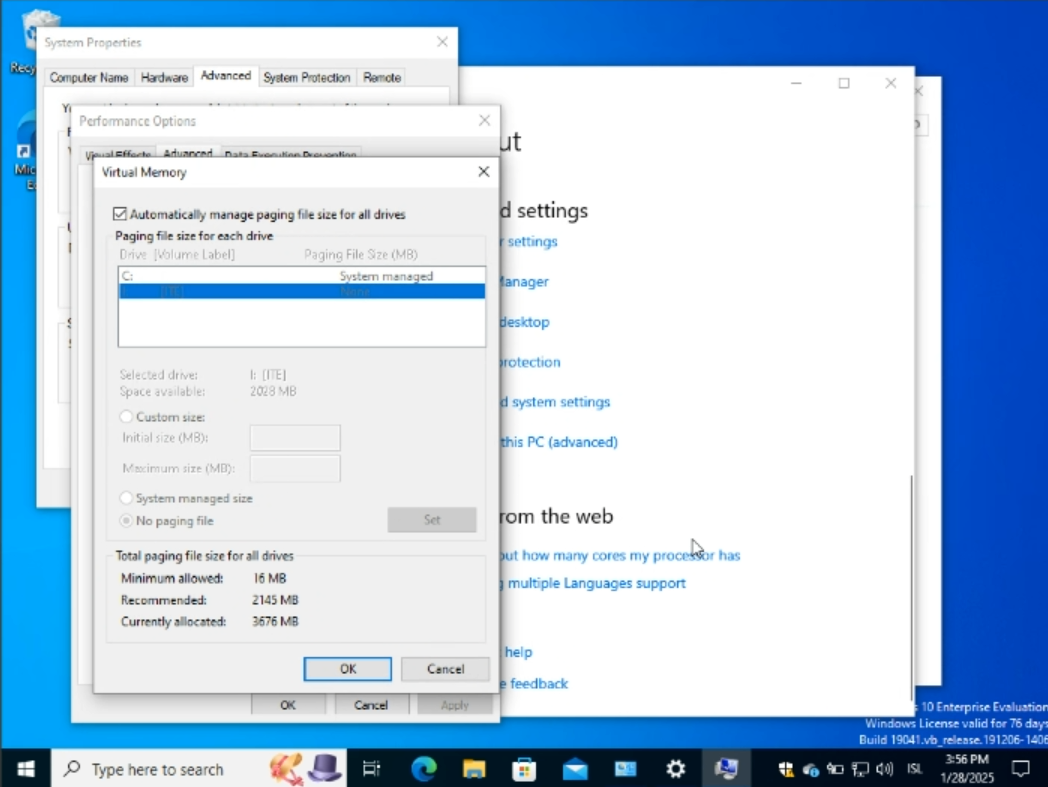 System Properties
Computer Name Hardware Advanced System Protection Remote
Performance Options
Visual Effects Advanced Data Execution Prevention
Virtual Memory
Automatically manage paging file size for all drives
Paging file size for each drive
Drive [Volume Label] Paging File Size (MB)
C: System managed
[ITE] None
Selected drive: I: [ITE]
Space available: 2028 MB
Custom size:
Initial size (MB):
Maximum size (MB):
System managed size
No paging file
Set
Total paging file size for all drives
Minimum allowed: 16 MB
Recommended: 2145 MB
Currently allocated: 3676 MB
OK Cancel
OK Cancel Apply
ut
d settings
r settings
Manager
desktop
protection
d system settings
this PC (advanced)
rom the web
out how many cores my processor has
g multiple Languages support
help
e feedback
s 10 Enterprise Evaluation
Windows License valid for 76 days
Build 19041.vb_release.191206-1406
Type here to search
ISL
3:56 PM
1/28/2025